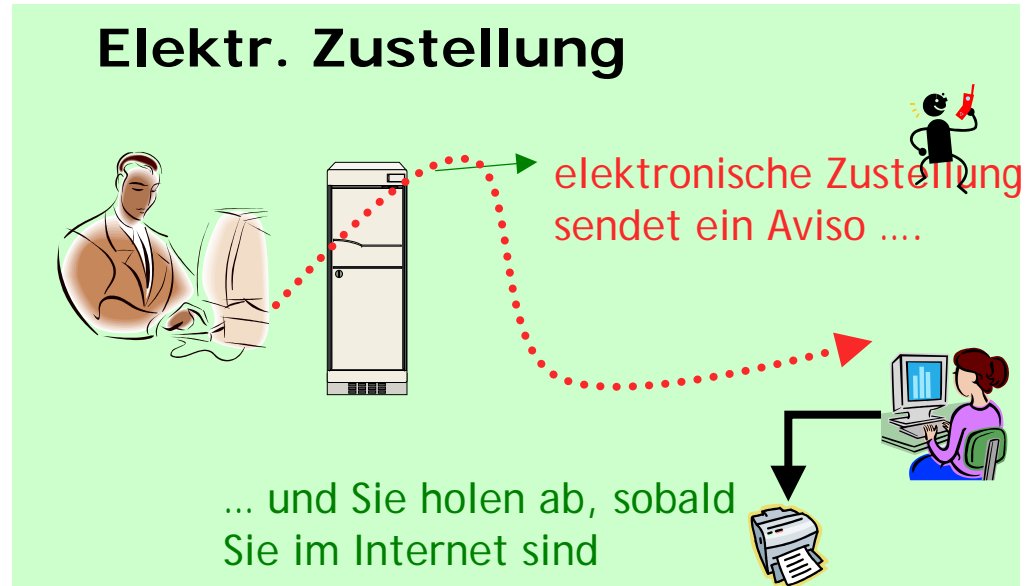 Elektr. Zustellung
elektronische Zustellung
sendet ein Aviso ....
... und Sie holen ab, sobald
Sie im Internet sind